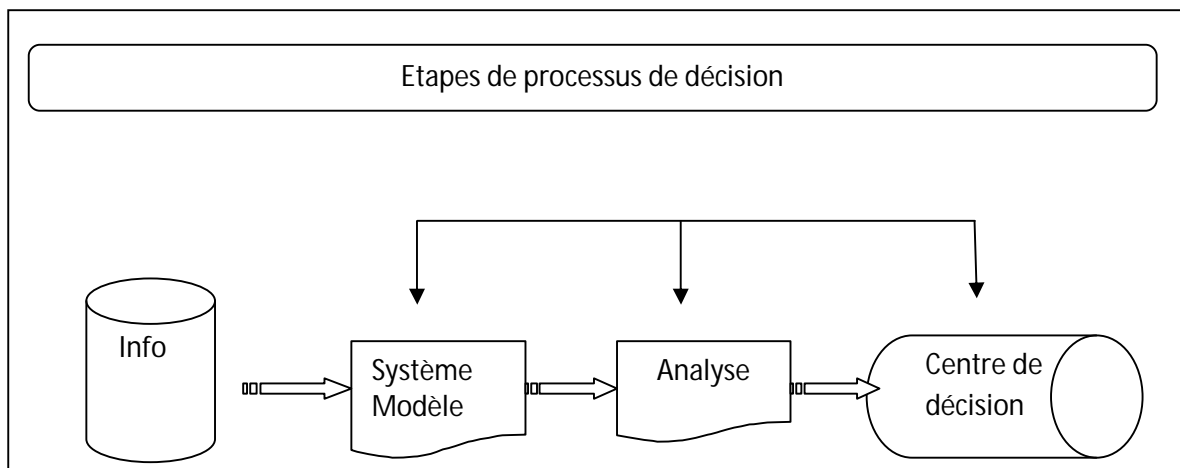 Etapes de processus de décision
Info
Système
Modèle
Analyse
Centre de
décision